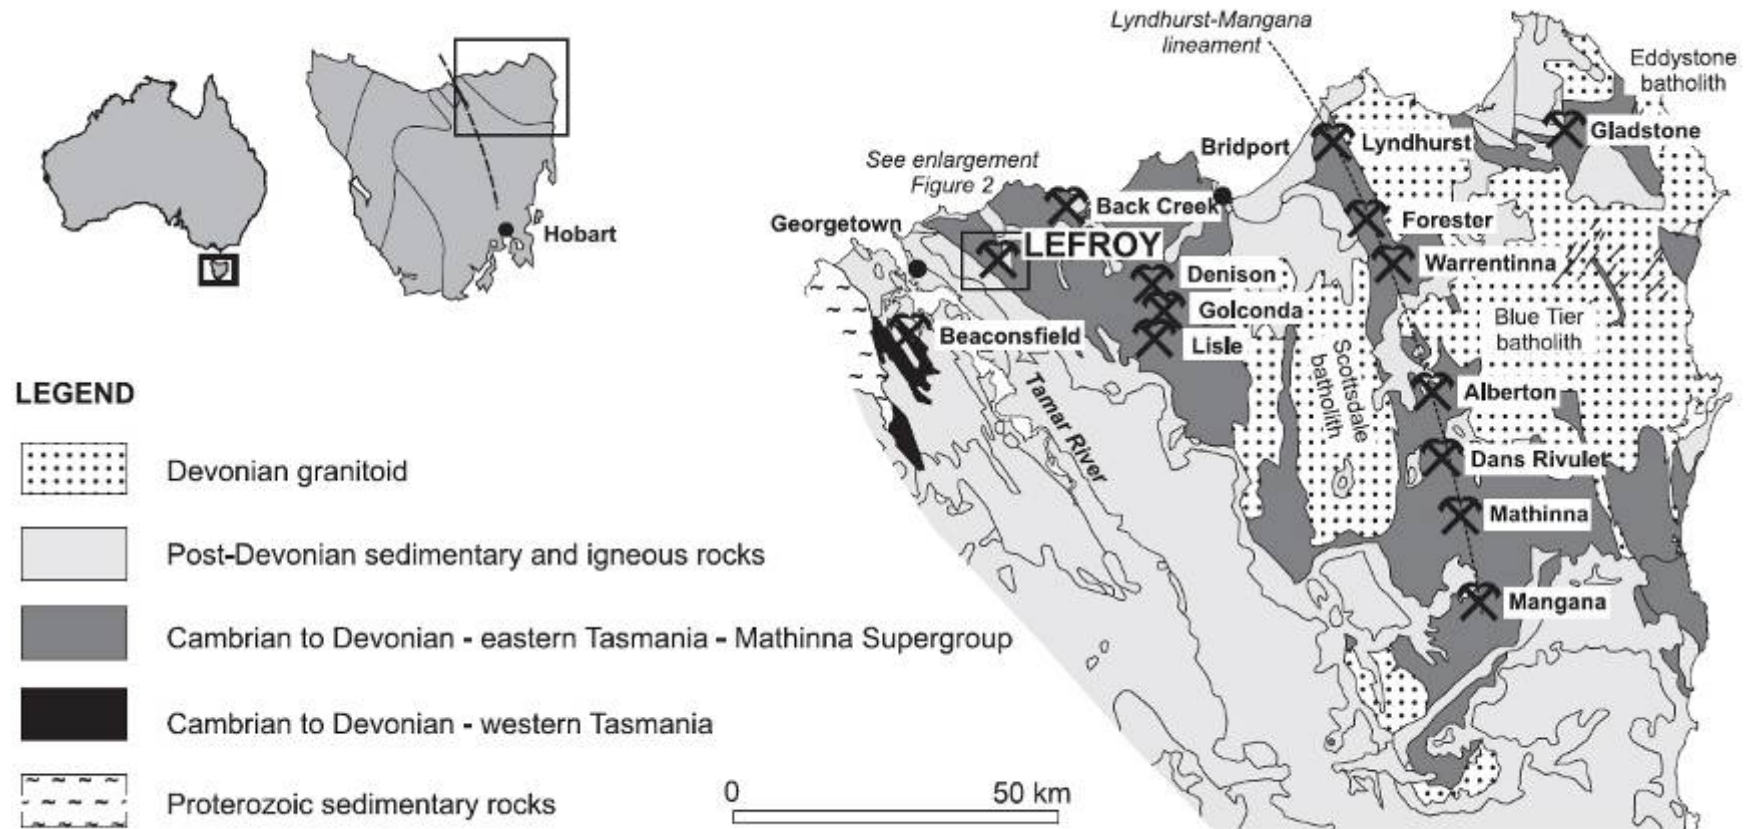 Lyndhurst-Mangana
lineament
Eddystone
batholith
Gladstone
Bridport
Lyndhurst
See enlargement
Figure 2
Back Creek
Forester
Georgetown
Hobart
LEFROY
Warrentinna
Denison
Golconda
Blue Tier
batholith
Beaconsfield
Lisle
Scottsdale
batholith
Tamar River
Alberton
Dans Rivulet
Mathinna
Mangana
LEGEND
Devonian granitoid
Post-Devonian sedimentary and igneous rocks
Cambrian to Devonian - eastern Tasmania - Mathinna Supergroup
Cambrian to Devonian - western Tasmania
Proterozoic sedimentary rocks
0 50 km